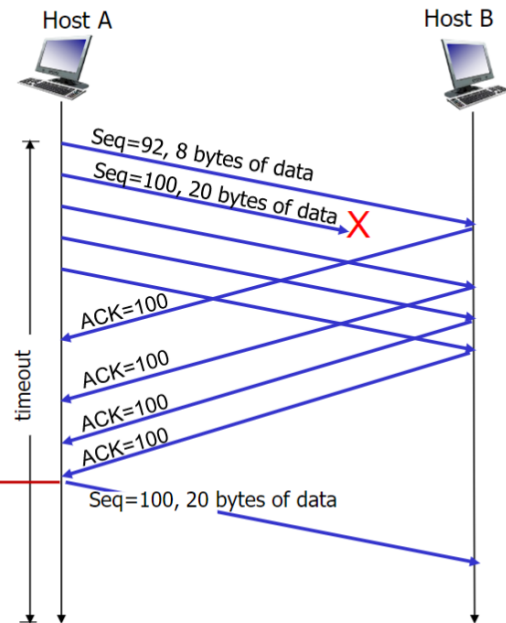 Host A
Host B
Seq=92, 8 bytes of data
Seq=100, 20 bytes of data
X
ACK=100
ACK=100
ACK=100
ACK=100
timeout
Seq=100, 20 bytes of data